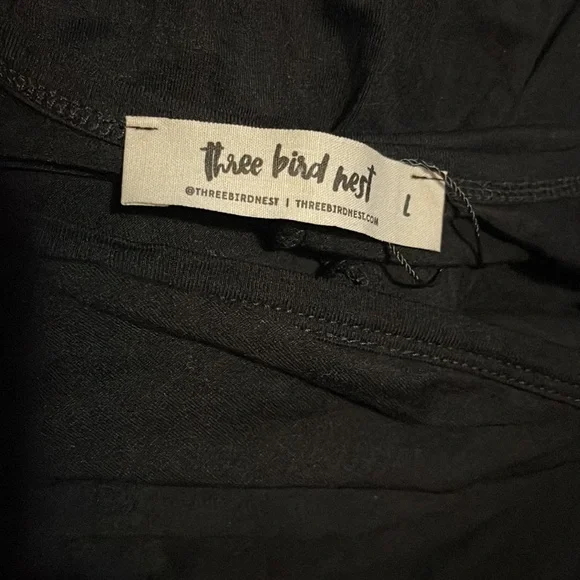 three bird nest
@THREEBIRDNEST | THREEBIRDNEST.COM
L